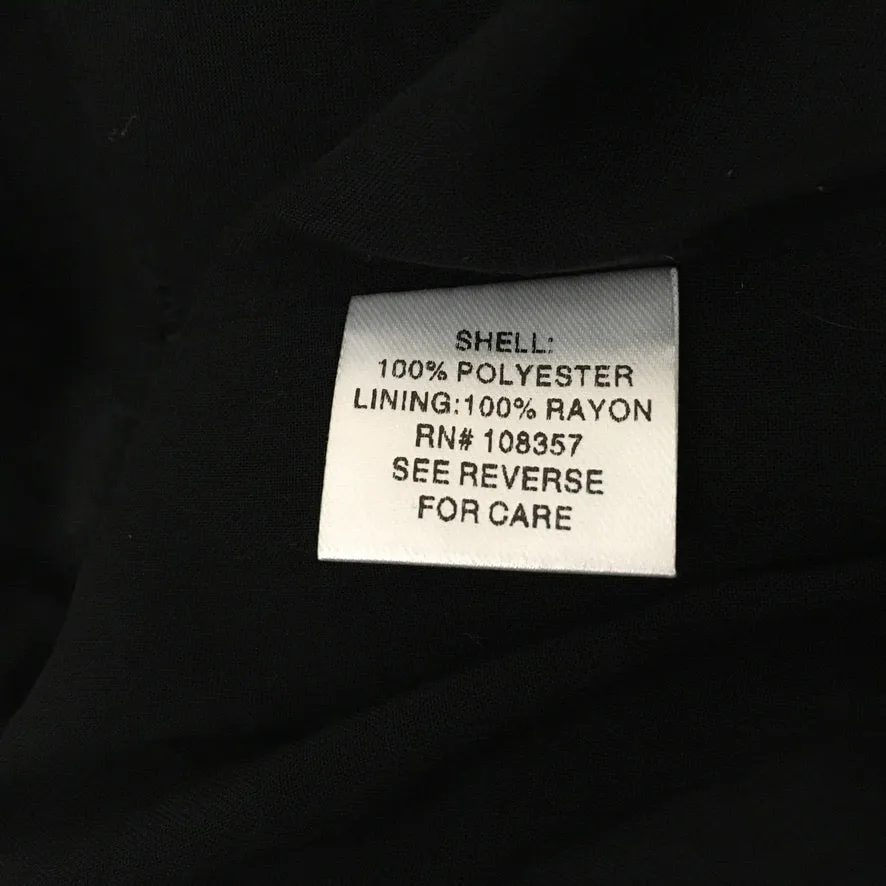 SHELL:
100% POLYESTER
LINING:100% RAYON
RN# 108357
SEE REVERSE
FOR CARE